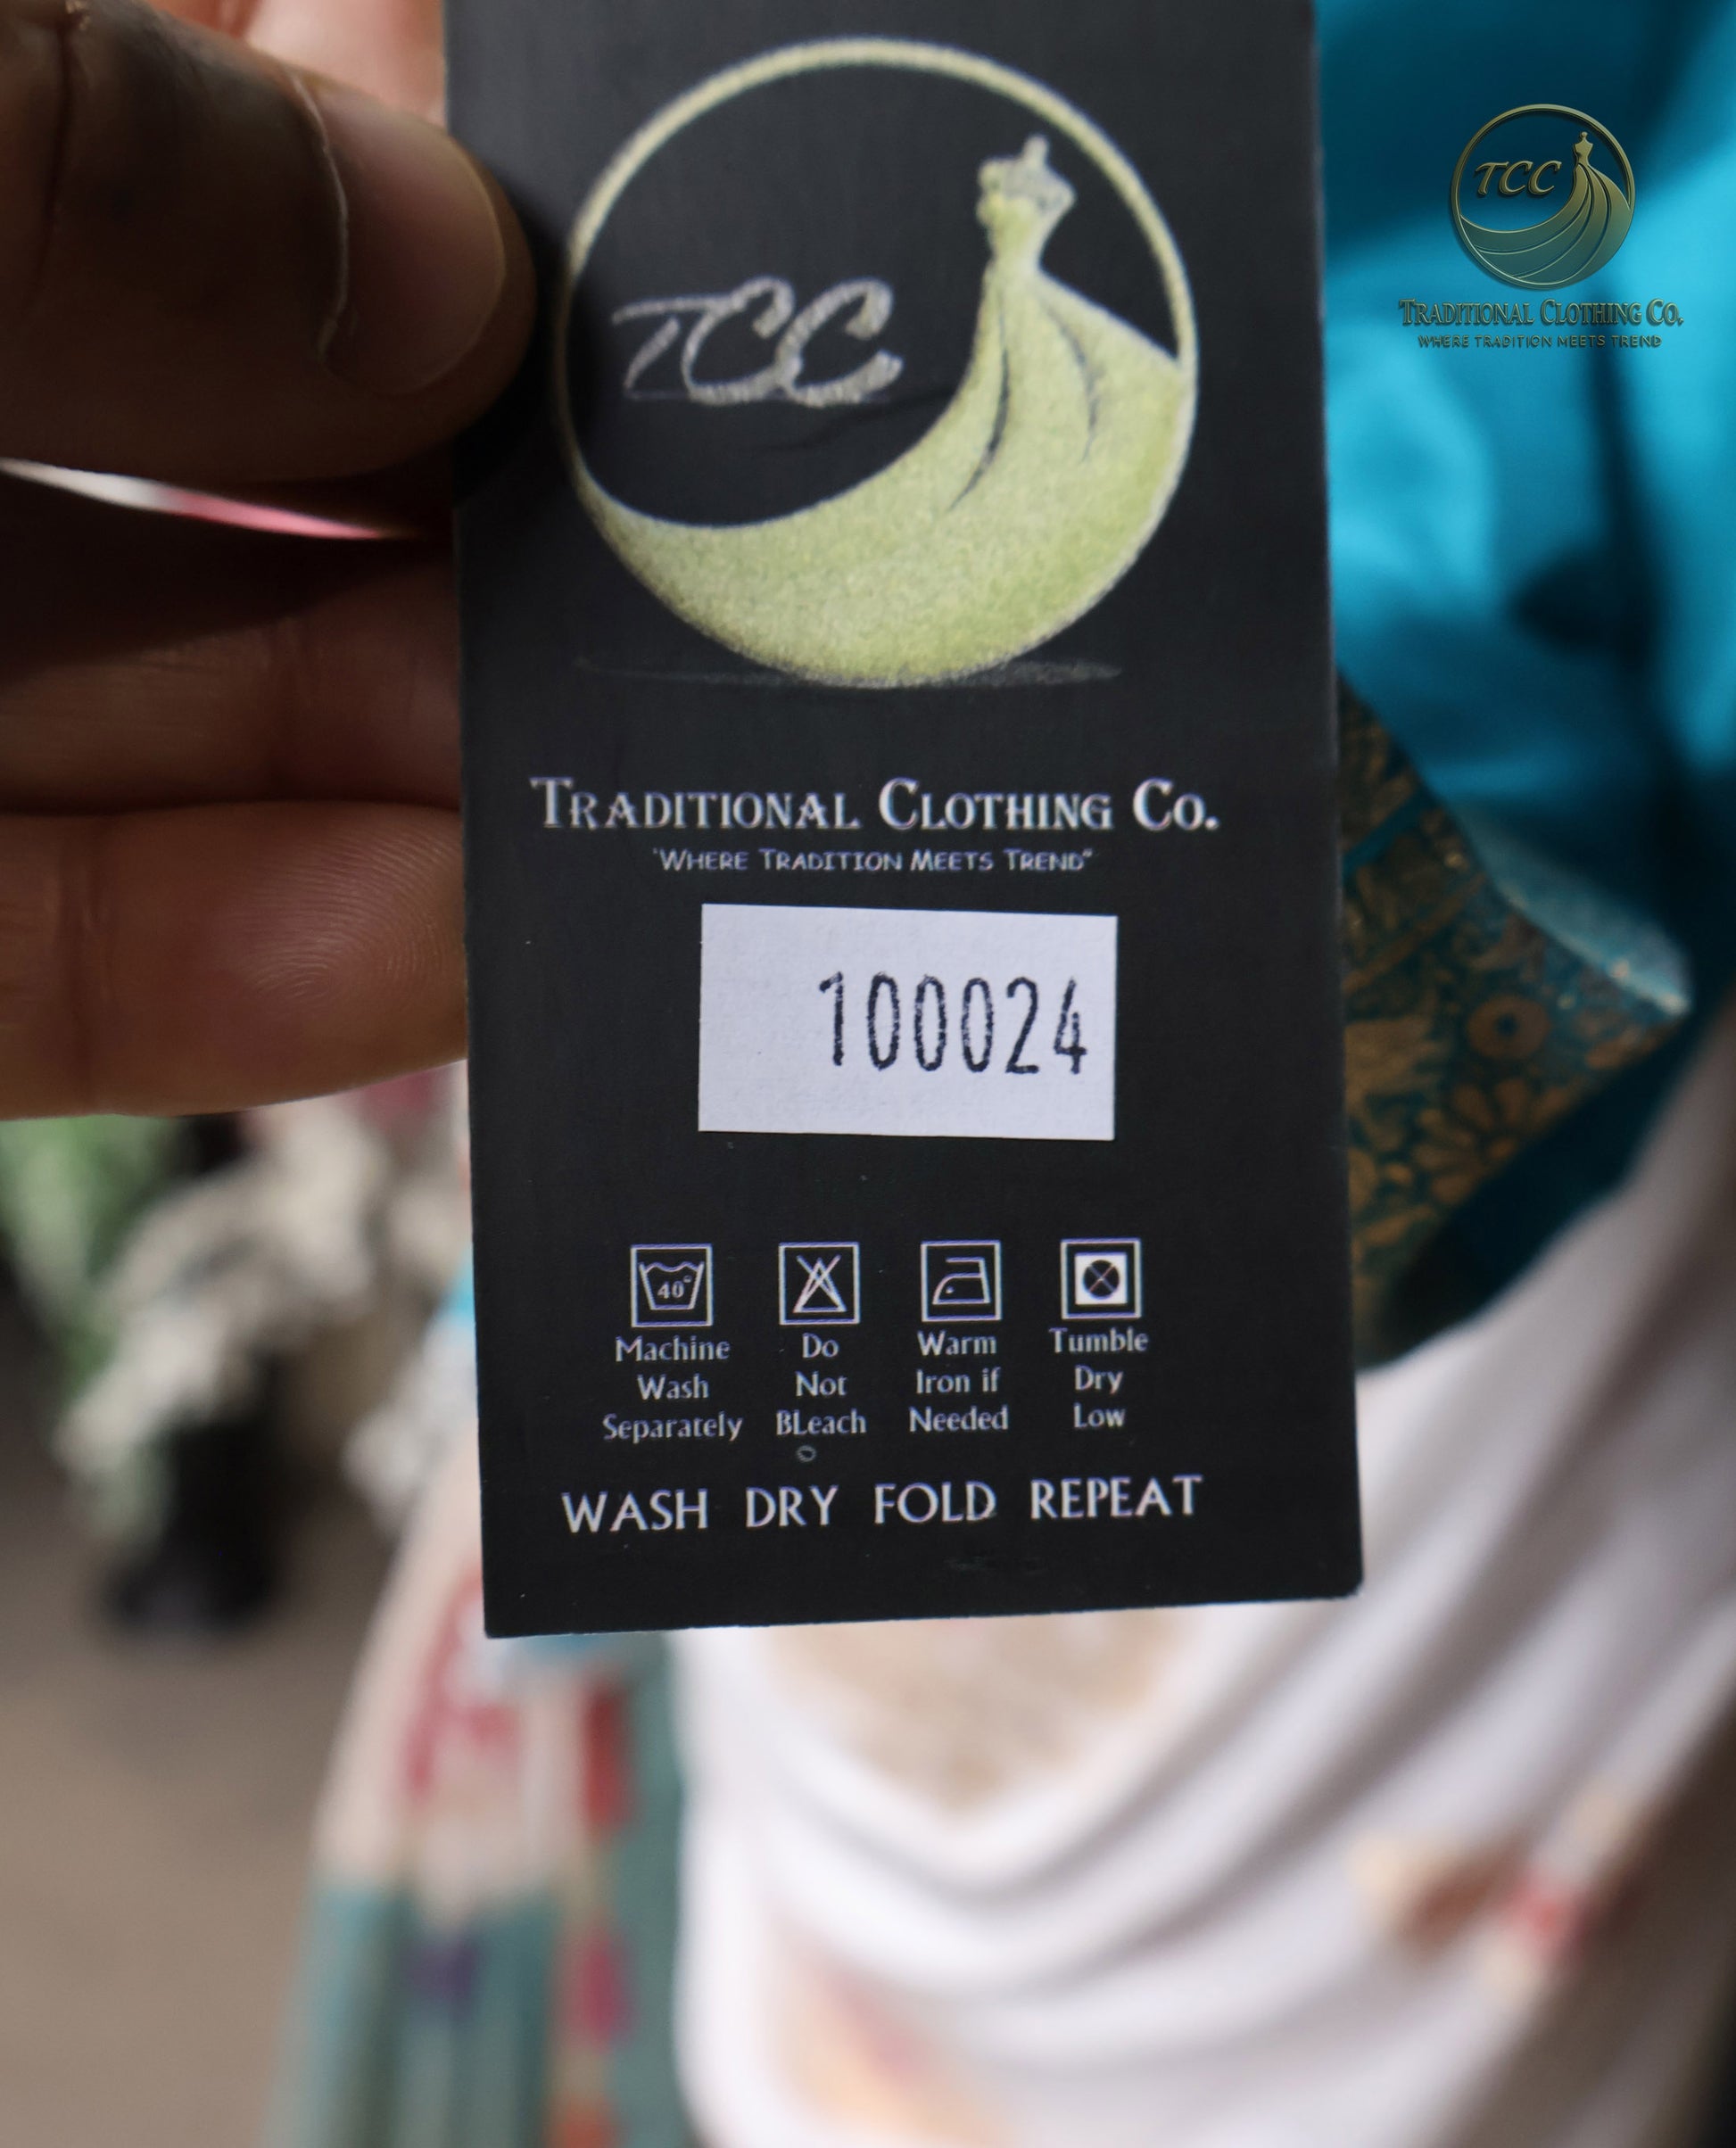 TCC
TRADITIONAL CLOTHING CO.
WHERE TRADITION MEETS TREND
TCC
TRADITIONAL CLOTHING CO.
'WHERE TRADITION MEETS TREND"
100024
40°
Machine Wash Separately
Do Not BLeach
Warm Iron if Needed
Tumble Dry Low
WASH DRY FOLD REPEAT